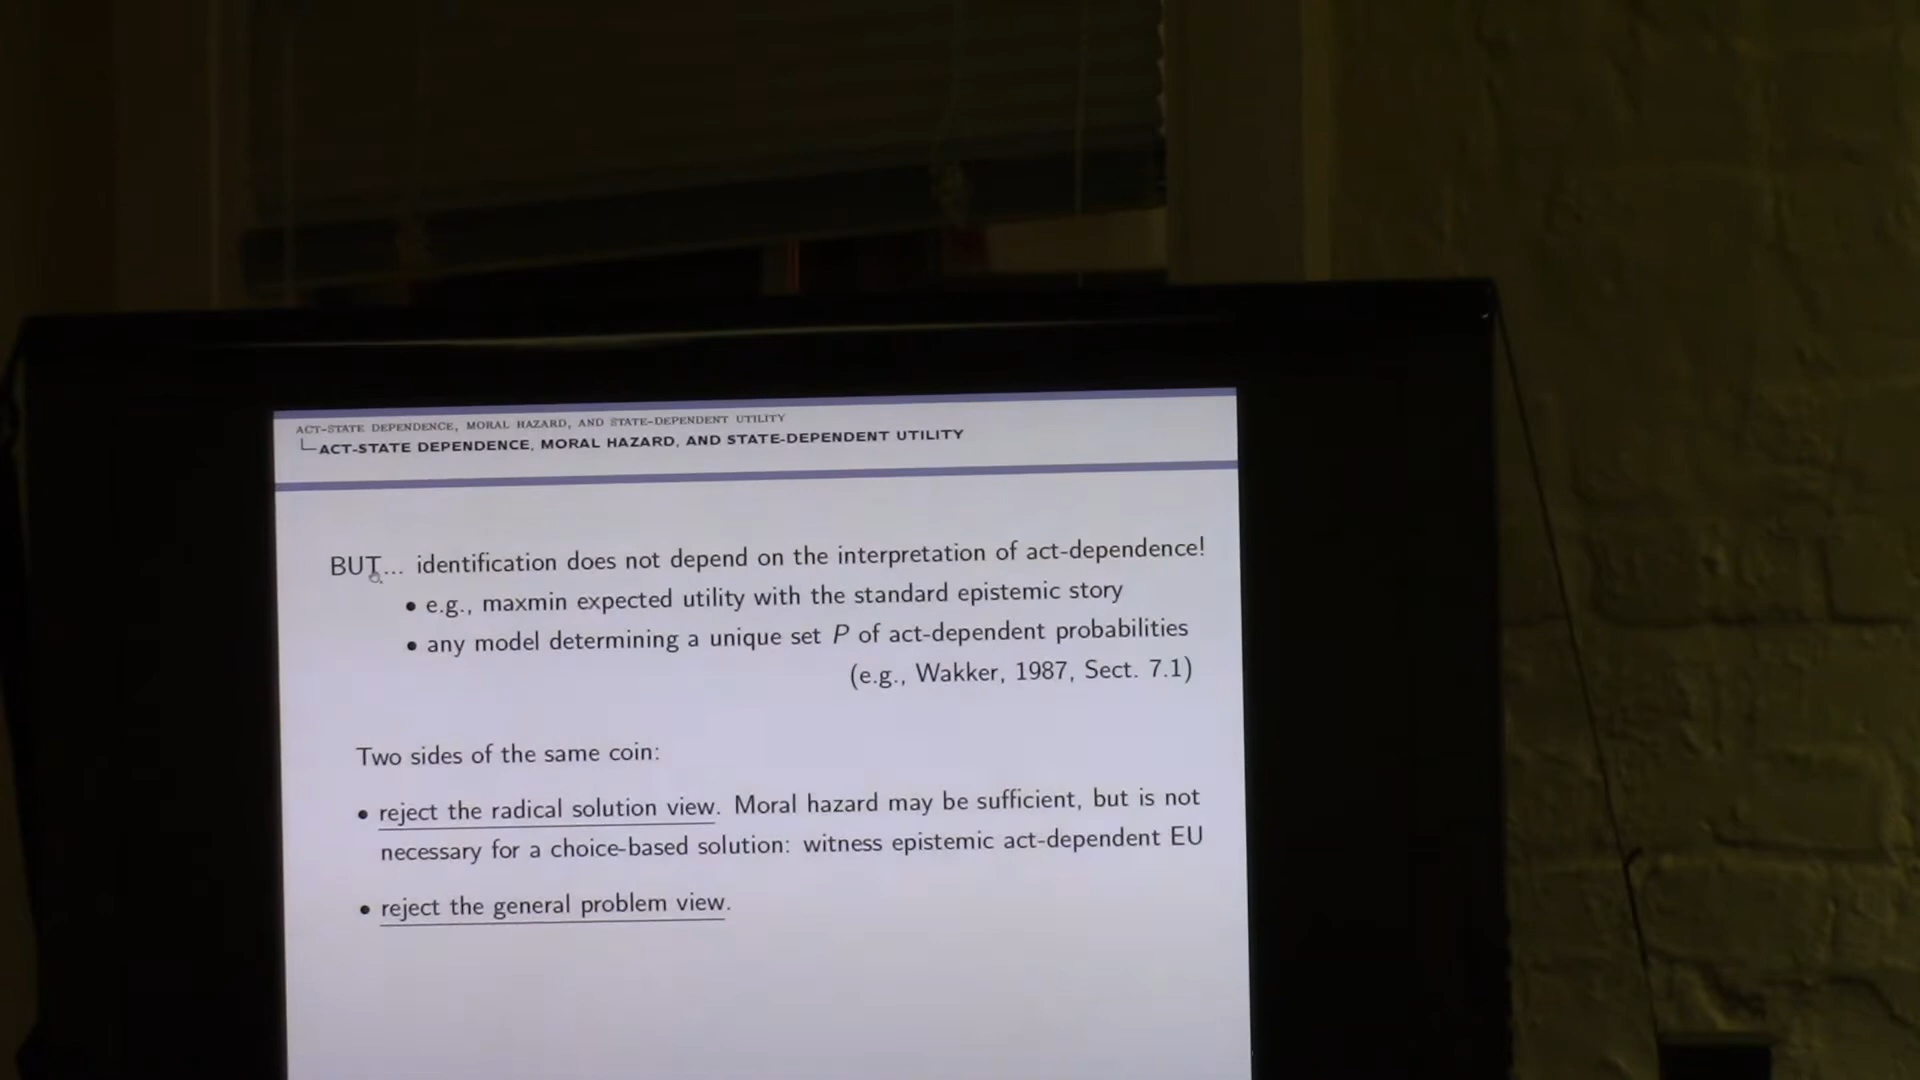 ACT-STATE DEPENDENCE, MORAL HAZARD, AND STATE-DEPENDENT UTILITY
ACT-STATE DEPENDENCE, MORAL HAZARD, AND STATE-DEPENDENT UTILITY
BUT... identification does not depend on the interpretation of act-dependence!
• e.g., maxmin expected utility with the standard epistemic story
• any model determining a unique set P of act-dependent probabilities
(e.g., Wakker, 1987, Sect. 7.1)
Two sides of the same coin:
• reject the radical solution view. Moral hazard may be sufficient, but is not
necessary for a choice-based solution: witness epistemic act-dependent EU
• reject the general problem view.